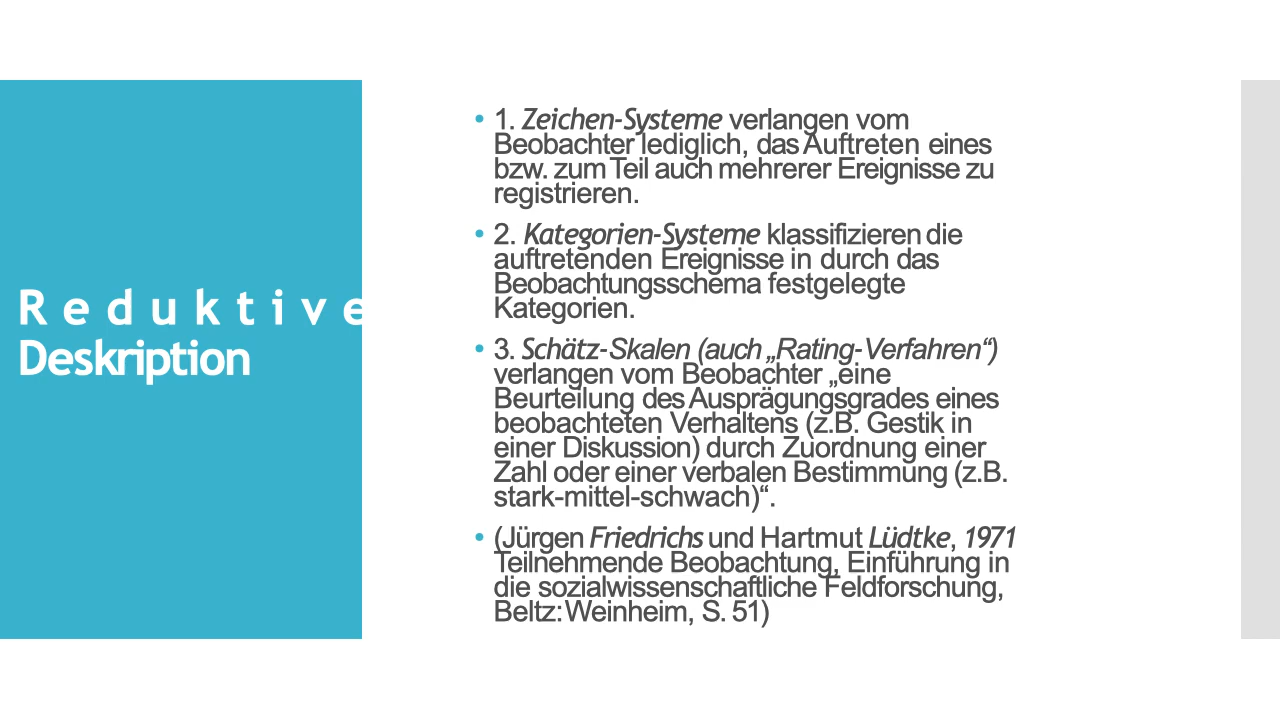 Reduktive
Deskription
• 1. Zeichen-Systeme verlangen vom
Beobachter lediglich, das Auftreten eines
bzw. zum Teil auch mehrerer Ereignisse zu
registrieren.
• 2. Kategorien-Systeme klassifizieren die
auftretenden Ereignisse in durch das
Beobachtungsschema festgelegte
Kategorien.
• 3. Schätz-Skalen (auch „Rating-Verfahren“)
verlangen vom Beobachter „eine
Beurteilung des Ausprägungsgrades eines
beobachteten Verhaltens (z.B. Gestik in
einer Diskussion) durch Zuordnung einer
Zahl oder einer verbalen Bestimmung (z.B.
stark-mittel-schwach)“.
• (Jürgen Friedrichs und Hartmut Lüdtke, 1971
Teilnehmende Beobachtung, Einführung in
die sozialwissenschaftliche Feldforschung,
Beltz: Weinheim, S. 51)